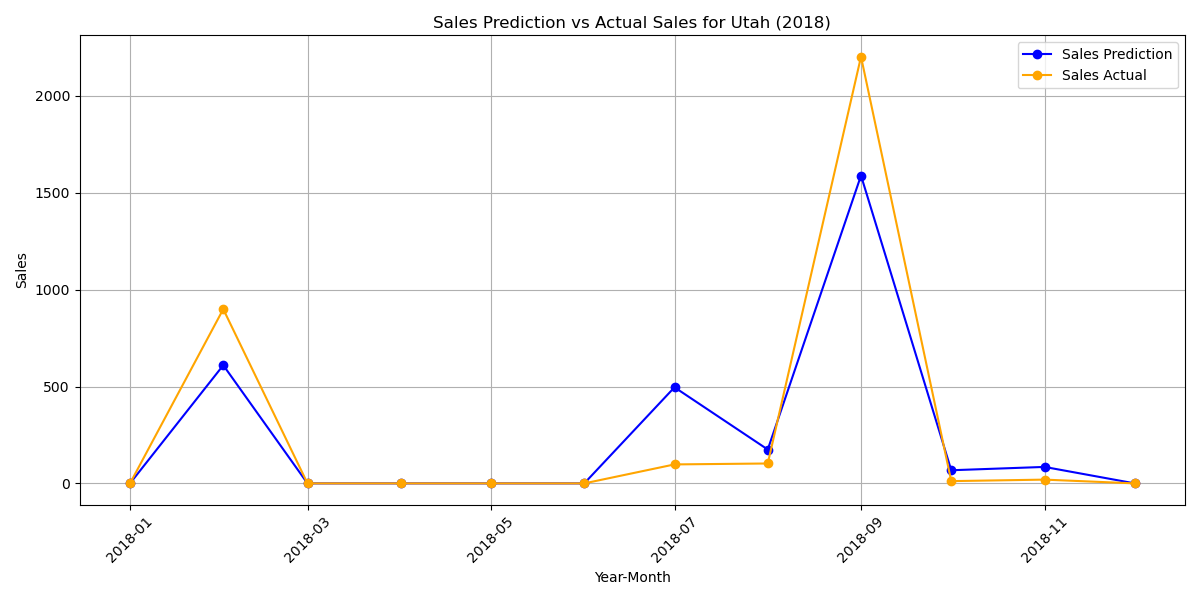 Sales Prediction vs Actual Sales for Utah (2018)
Sales Prediction
Sales Actual
Sales
2000
1500
1000
500
0
2018-01
2018-03
2018-05
2018-07
2018-09
2018-11
Year-Month